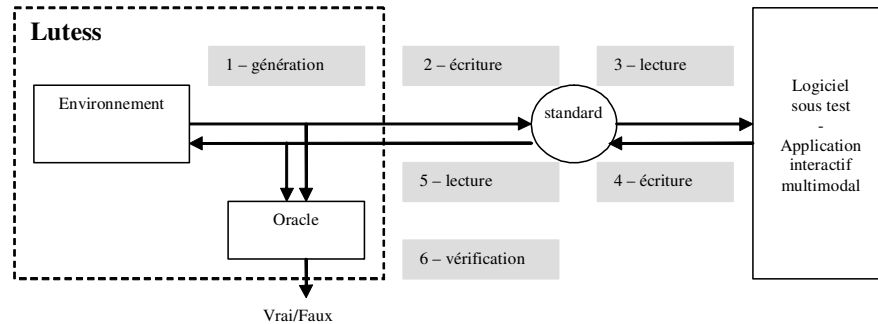 Lutess
1 – génération
2 – écriture
3 – lecture
Environnement
standard
Logiciel
sous test
-
Application
interactif
multimodal
5 – lecture
4 – écriture
Oracle
6 – vérification
Vrai/Faux